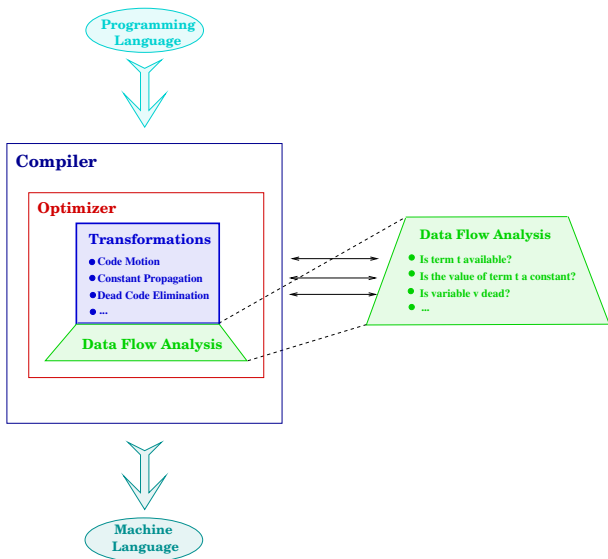 Programming
Language
Compiler
Optimizer
Transformations
● Code Motion
● Constant Propagation
● Dead Code Elimination
● ...
Data Flow Analysis
Data Flow Analysis
● Is term t available?
● Is the value of term t a constant?
● Is variable v dead?
● ...
Machine
Language